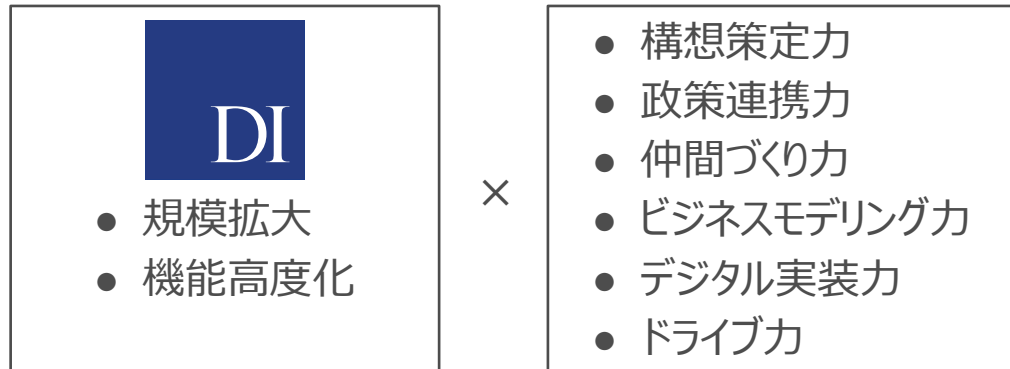 DI
● 規模拡大
● 機能高度化
×
● 構想策定力
● 政策連携力
● 仲間づくり力
● ビジネスモデリング力
● デジタル実装力
● ドライブ力